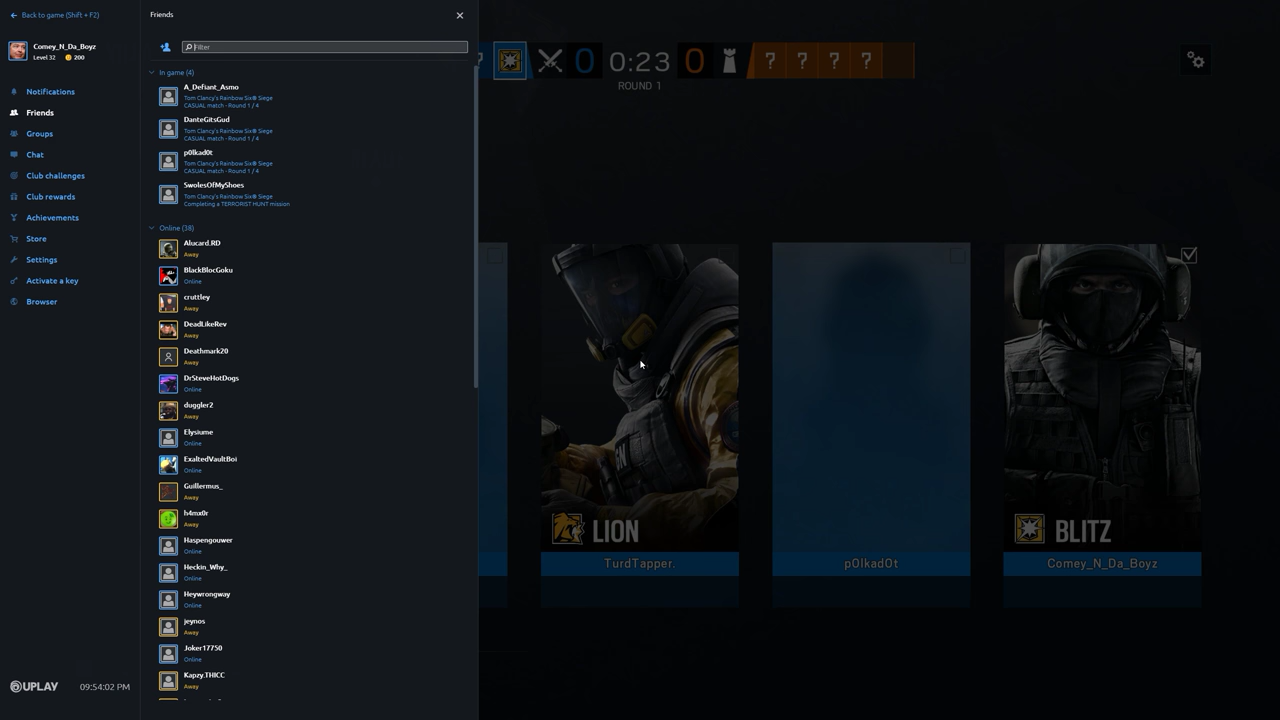 Back to game (Shift + F2)
Comey_N_Da_Boyz
Level 32 200
Notifications
Friends
Groups
Chat
Club challenges
Club rewards
Achievements
Store
Settings
Activate a key
Browser
UPLAY
09:54:02 PM
Friends
Filter
In game (4)
A_Defiant_Asmo
Tom Clancy's Rainbow Six® Siege
CASUAL match - Round 1 / 4
DanteGitsGud
Tom Clancy's Rainbow Six® Siege
CASUAL match - Round 1 / 4
p0lkad0t
Tom Clancy's Rainbow Six® Siege
CASUAL match - Round 1 / 4
SwolesOfMyShoes
Tom Clancy's Rainbow Six® Siege
Completing a TERRORIST HUNT mission
Online (38)
Alucard.RD
Away
BlackBlocGoku
Online
cruttley
Away
DeadLikeRev
Away
Deathmark20
Away
DrSteveHotDogs
Online
duggler2
Away
Elysiume
Online
ExaltedVaultBoi
Online
Guillermus_
Away
h4mx0r
Away
Haspengouwer
Online
Heckin_Why_
Online
Heywrongway
Online
jeynos
Away
Joker17750
Online
Kapzy.THICC
Away
? 0 0:23 0 ? ? ? ?
ROUND 1
LION
TurdTapper.
p0lkad0t
BLITZ
Comey_N_Da_Boyz